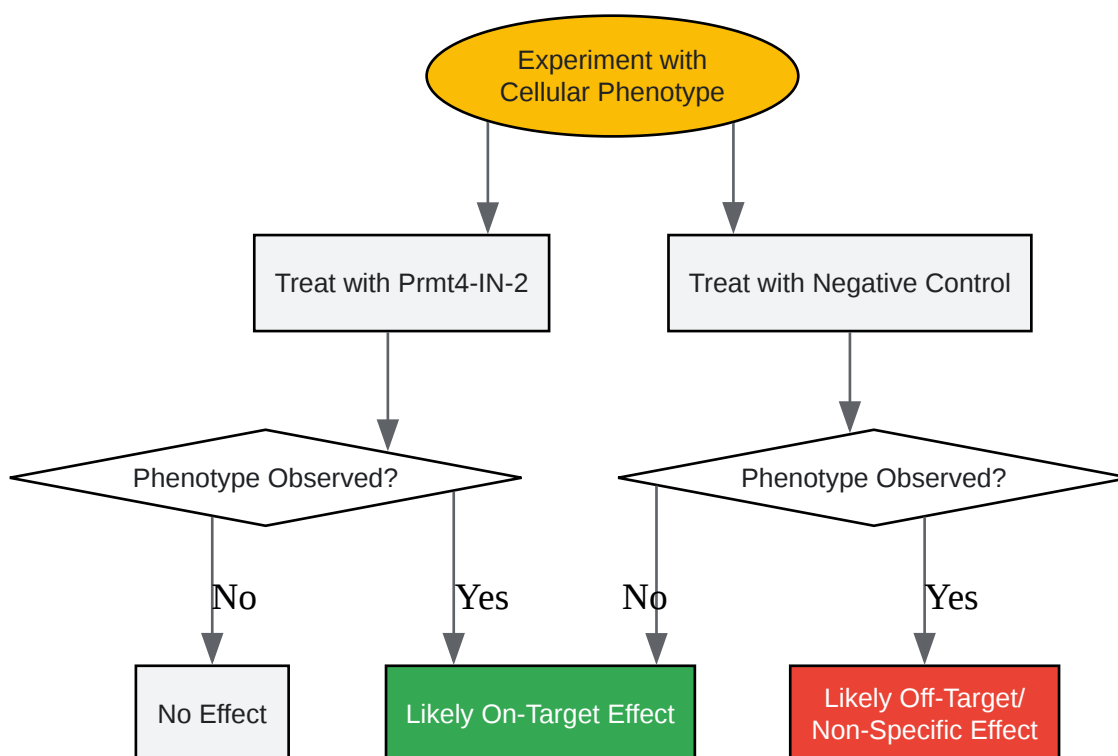 Experiment with
Cellular Phenotype
Treat with Prmt4-IN-2
Treat with Negative Control
Phenotype Observed?
Phenotype Observed?
No
Yes
No
Yes
No Effect
Likely On-Target Effect
Likely Off-Target/
Non-Specific Effect